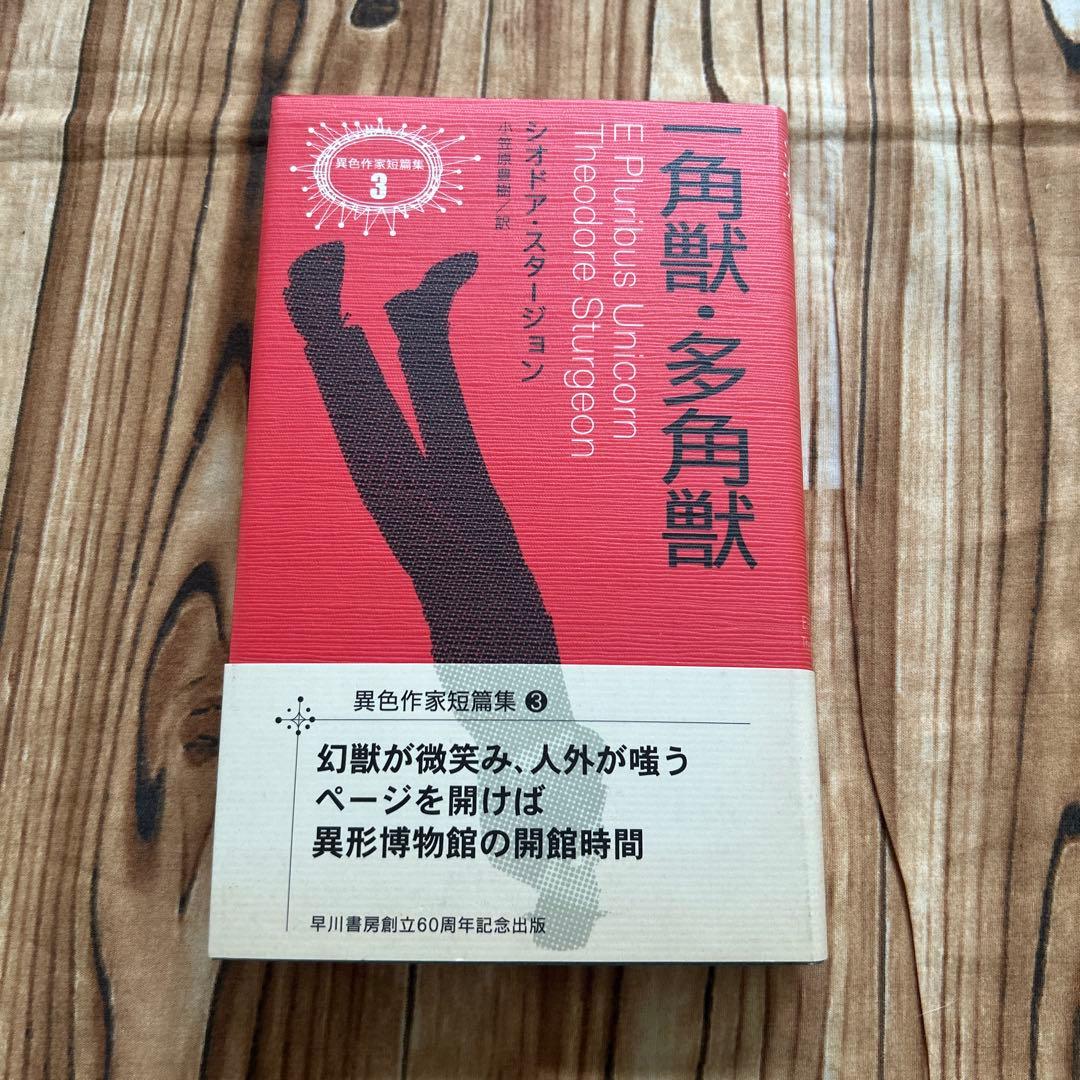 一角獣・多角獣
E Pluribus Unicorn
Theodore Sturgeon
シオドア・スタージョン
小笠原豊樹／訳
異色作家短篇集
3
異色作家短篇集 ❸
幻獣が微笑み、人外が嗤う
ページを開けば
異形博物館の開館時間
早川書房創立60周年記念出版